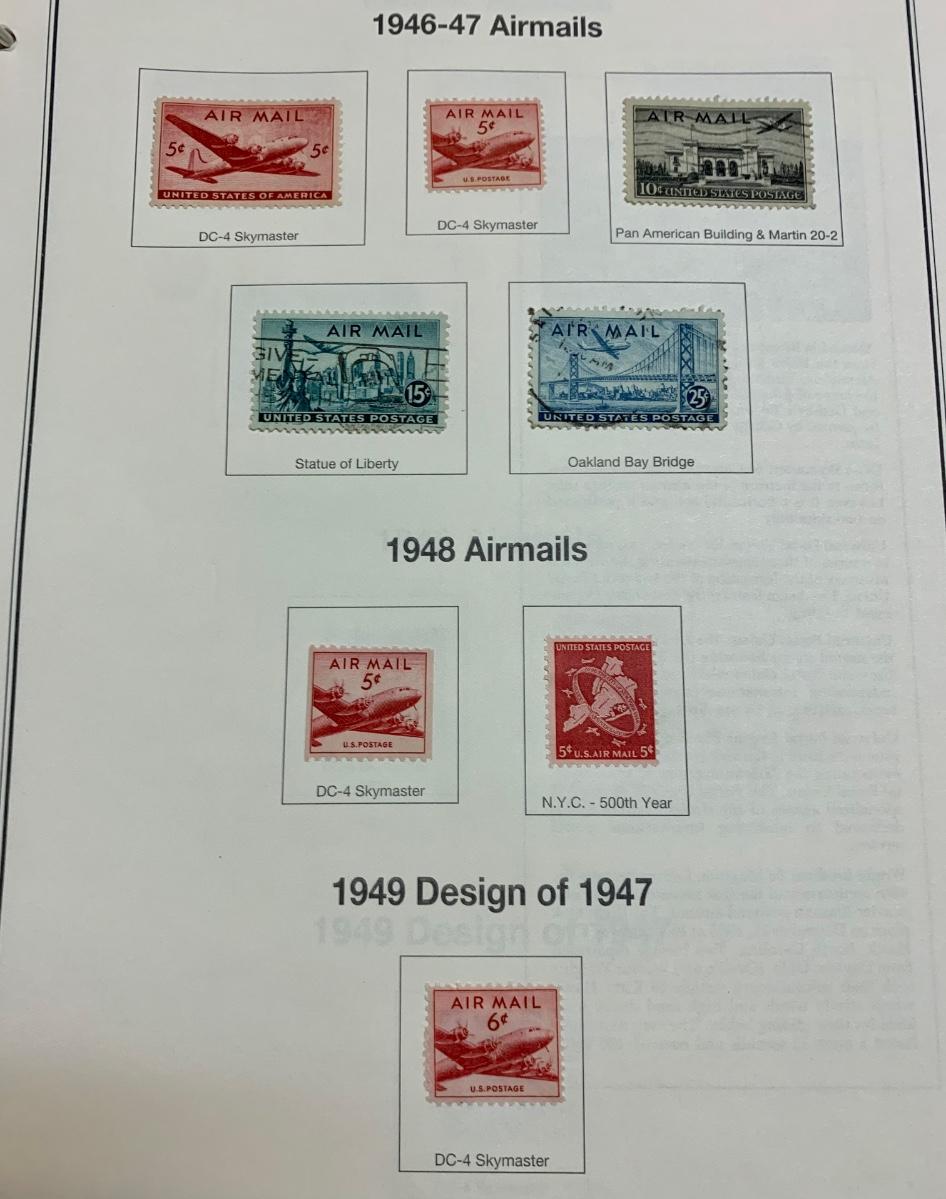 1946-47 Airmails
AIR MAIL
5¢ 5¢
UNITED STATES OF AMERICA
DC-4 Skymaster
AIR MAIL
5¢
U.S. POSTAGE
DC-4 Skymaster
AIR MAIL
10¢ UNITED STATES POSTAGE
Pan American Building & Martin 20-2
AIR MAIL
GIVE
15¢
UNITED STATES POSTAGE
Statue of Liberty
AIR MAIL
25¢
UNITED STATES POSTAGE
Oakland Bay Bridge
1948 Airmails
AIR MAIL
5¢
U.S. POSTAGE
DC-4 Skymaster
UNITED STATES POSTAGE
5¢ U.S. AIR MAIL 5¢
N.Y.C. - 500th Year
1949 Design of 1947
AIR MAIL
6¢
U.S. POSTAGE
DC-4 Skymaster